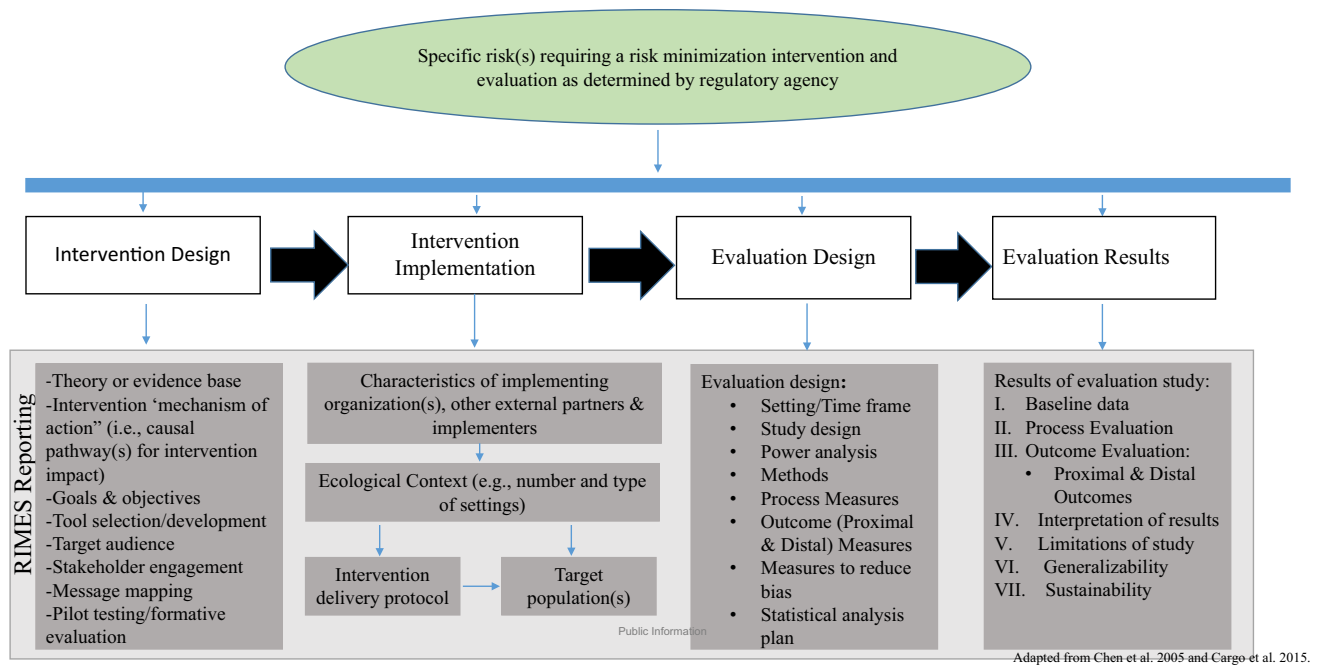 Specific risk(s) requiring a risk minimization intervention and
evaluation as determined by regulatory agency
Intervention Design
Intervention
Implementation
Evaluation Design
Evaluation Results
RIMES Reporting
-Theory or evidence base
-Intervention ‘mechanism of
action” (i.e., causal
pathway(s) for intervention
impact)
-Goals & objectives
-Tool selection/development
-Target audience
-Stakeholder engagement
-Message mapping
-Pilot testing/formative
evaluation
Characteristics of implementing
organization(s), other external partners &
implementers
Ecological Context (e.g., number and type
of settings)
Intervention
delivery protocol
Target
population(s)
Evaluation design:
• Setting/Time frame
• Study design
• Power analysis
• Methods
• Process Measures
• Outcome (Proximal
& Distal) Measures
• Measures to reduce
bias
• Statistical analysis
plan
Results of evaluation study:
I. Baseline data
II. Process Evaluation
III. Outcome Evaluation:
• Proximal & Distal
Outcomes
IV. Interpretation of results
V. Limitations of study
VI. Generalizability
VII. Sustainability
Public Information
Adapted from Chen et al. 2005 and Cargo et al. 2015.